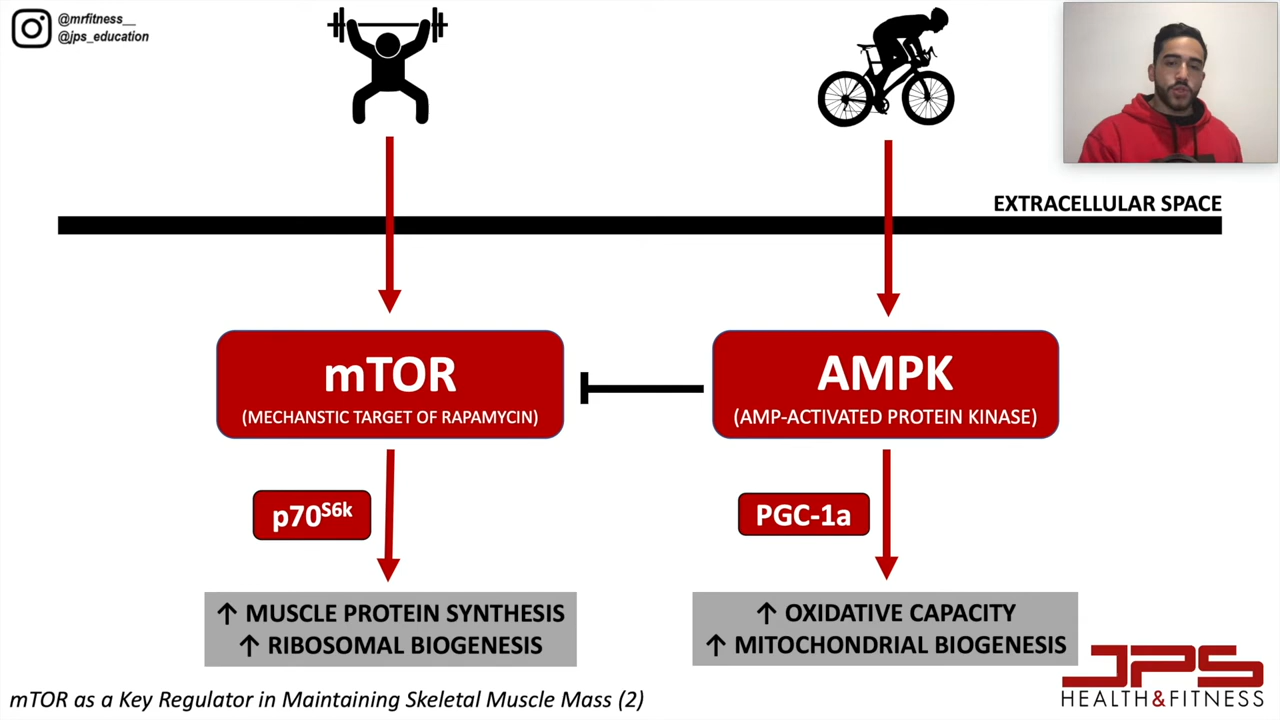 @mrfitness__
@jps_education
EXTRACELLULAR SPACE
mTOR
(MECHANSTIC TARGET OF RAPAMYCIN)
AMPK
(AMP-ACTIVATED PROTEIN KINASE)
p70S6k
PGC-1a
↑ MUSCLE PROTEIN SYNTHESIS
↑ RIBOSOMAL BIOGENESIS
↑ OXIDATIVE CAPACITY
↑ MITOCHONDRIAL BIOGENESIS
mTOR as a Key Regulator in Maintaining Skeletal Muscle Mass (2)
JPS
HEALTH&FITNESS